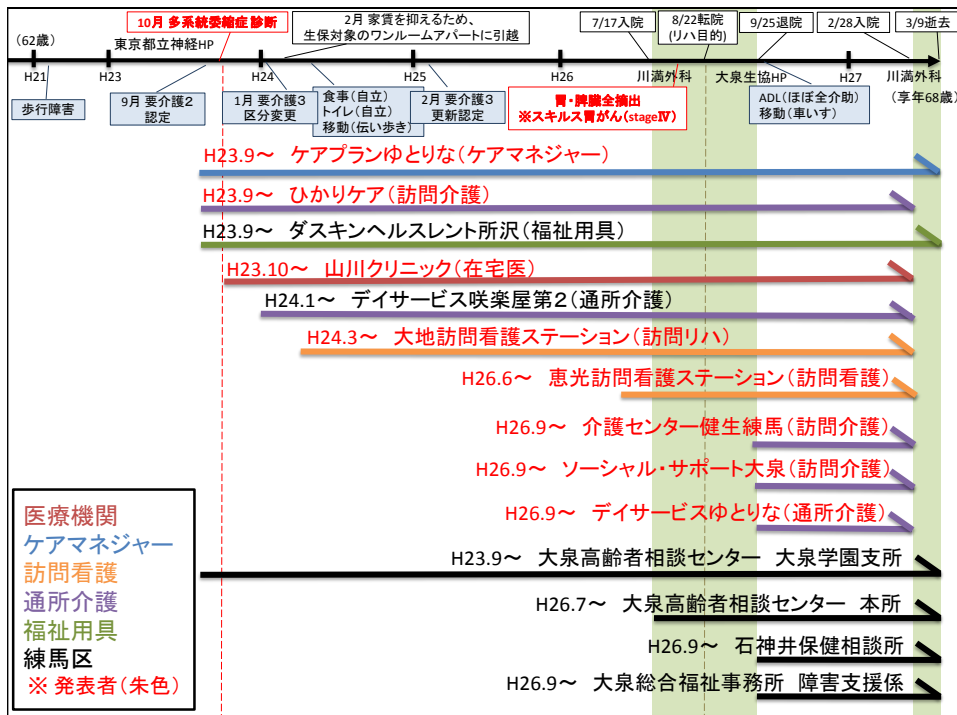 10月 多系統委縮症 診断
2月 家賃を抑えるため、
生保対象のワンルームアパートに引越
7/17入院
8/22転院
(リハ目的)
9/25退院
2/28入院
3/9逝去
(62歳)
東京都立神経HP
H21
H23
H24
H25
H26
川満外科
大泉生協HP
H27
川満外科
(享年68歳)
歩行障害
9月 要介護2
認定
1月 要介護3
区分変更
食事(自立)
トイレ(自立)
移動(伝い歩き)
2月 要介護3
更新認定
胃・脾臓全摘出
※スキルス胃がん(stageⅣ)
ADL(ほぼ全介助)
移動(車いす)
H23.9～ ケアプランゆとりな(ケアマネジャー)
H23.9～ ひかりケア(訪問介護)
H23.9～ ダスキンヘルスレント所沢(福祉用具)
H23.10～ 山川クリニック(在宅医)
H24.1～ デイサービス咲楽屋第2(通所介護)
H24.3～ 大地訪問看護ステーション(訪問リハ)
H26.6～ 恵光訪問看護ステーション(訪問看護)
H26.9～ 介護センター健生練馬(訪問介護)
H26.9～ ソーシャル・サポート大泉(訪問介護)
H26.9～ デイサービスゆとりな(通所介護)
H23.9～ 大泉高齢者相談センター 大泉学園支所
H26.7～ 大泉高齢者相談センター 本所
H26.9～ 石神井保健相談所
H26.9～ 大泉総合福祉事務所 障害支援係
医療機関
ケアマネジャー
訪問看護
通所介護
福祉用具
練馬区
※ 発表者(朱色)